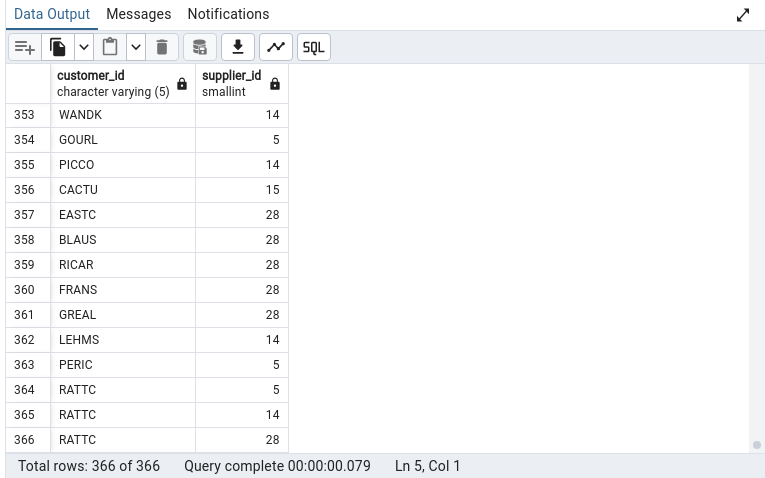 Data Output Messages Notifications
SQL
customer_id supplier_id
character varying (5) smallint
353 WANDK 14
354 GOURL 5
355 PICCO 14
356 CACTU 15
357 EASTC 28
358 BLAUS 28
359 RICAR 28
360 FRANS 28
361 GREAL 28
362 LEHMS 14
363 PERIC 5
364 RATTC 5
365 RATTC 14
366 RATTC 28
Total rows: 366 of 366 Query complete 00:00:00.079 Ln 5, Col 1